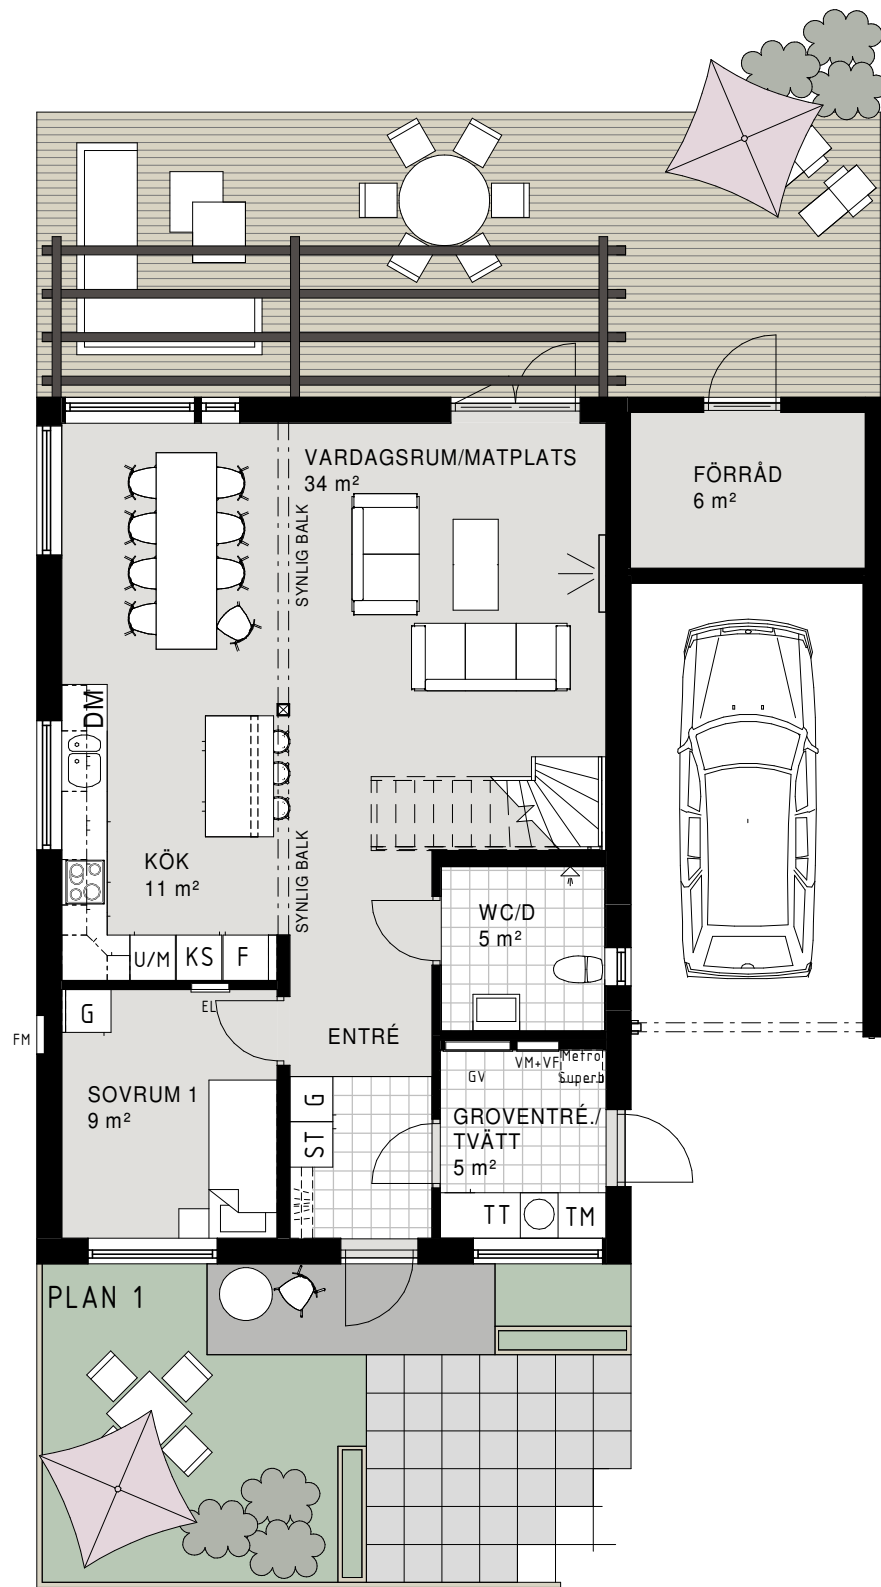 VARDAGSRUM/MATPLATS
34 m²
FÖRRÅD
6 m²
SYNLIG BALK
DM
KÖK
11 m²
SYNLIG BALK
WC/D
5 m²
U/M
KS
F
G
EL
FM
ENTRÉ
SOVRUM 1
9 m²
GV
VM+VF
Metro
Superb
G
ST
GROVENTRÉ./
TVÄTT
5 m²
TT
TM
PLAN 1